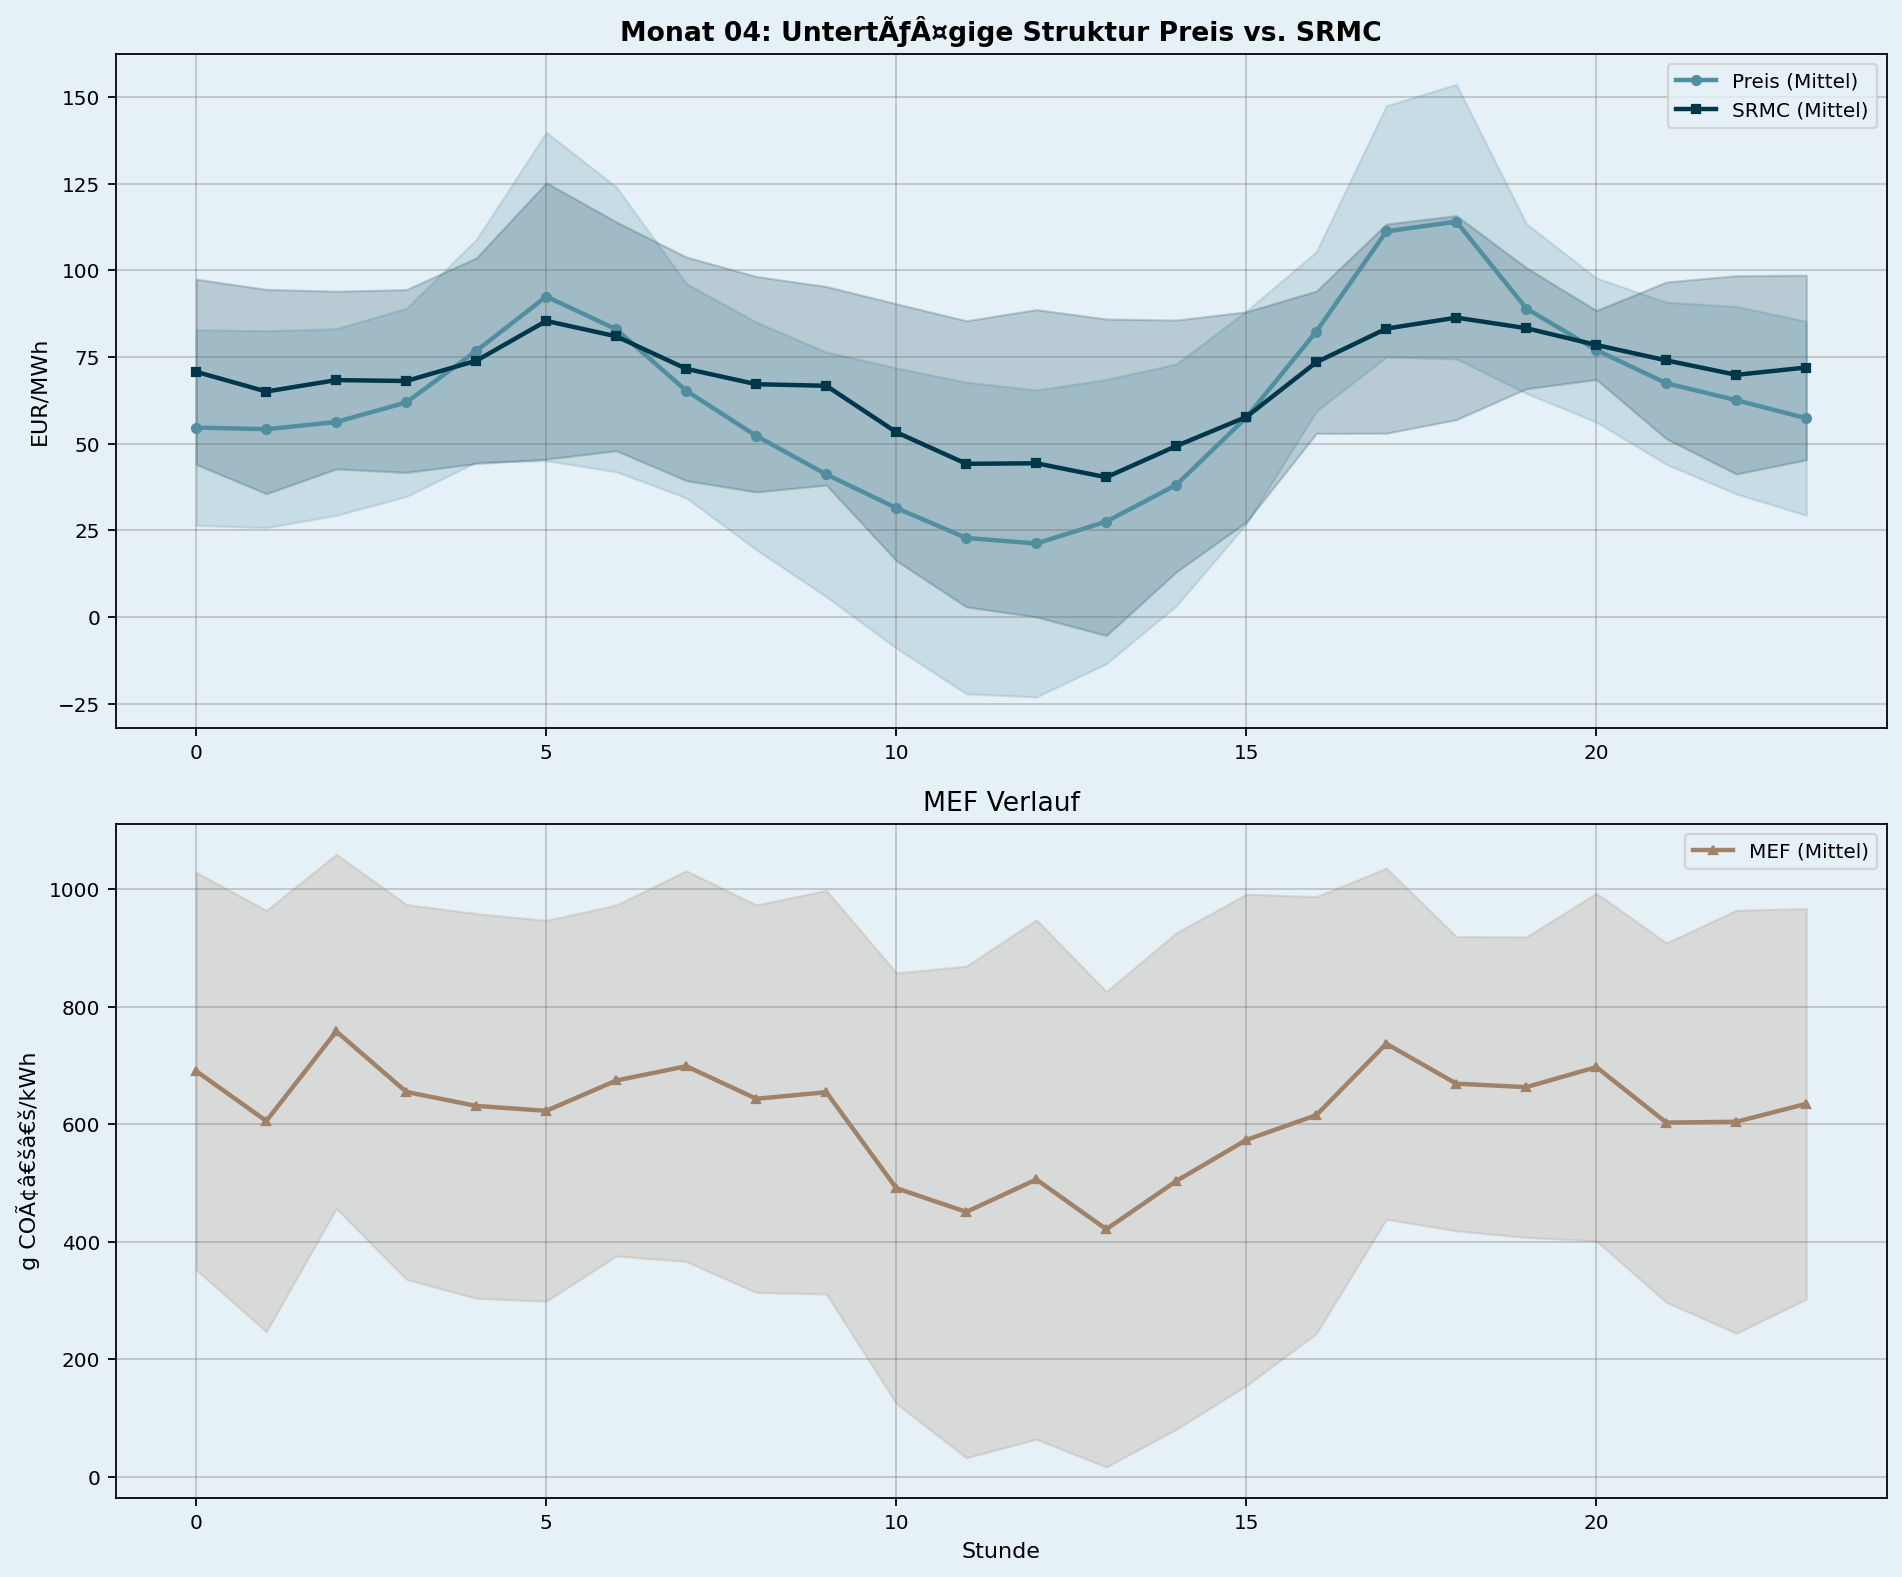 Monat 04: UntertÃƒÂ¤gige Struktur Preis vs. SRMC
EUR/MWh
150
125
100
75
50
25
0
−25
Preis (Mittel)
SRMC (Mittel)
0 5 10 15 20
MEF Verlauf
g COÃ¢â€šâ€š/kWh
1000
800
600
400
200
0
MEF (Mittel)
0 5 10 15 20
Stunde